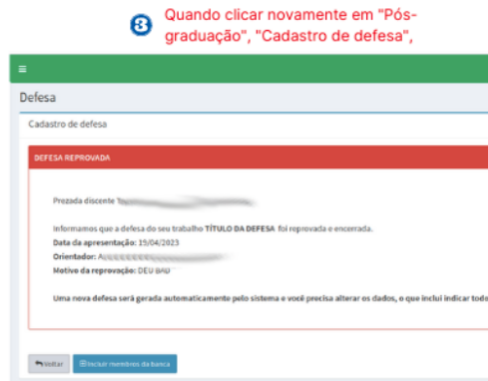 3 Quando clicar novamente em "Pós-
graduação", "Cadastro de defesa",
Defesa
Cadastro de defesa
DEFESA REPROVADA
Prezada discente
Informamos que a defesa do seu trabalho TÍTULO DA DEFESA foi reprovada e encerrada.
Data da apresentação: 15/04/2023
Orientador:
Motivo da reprovação: DEU BAD
Uma nova defesa será gerada automaticamente pelo sistema e você precisa alterar os dados, o que inclui indicar todo
Voltar Incluir membros da banca